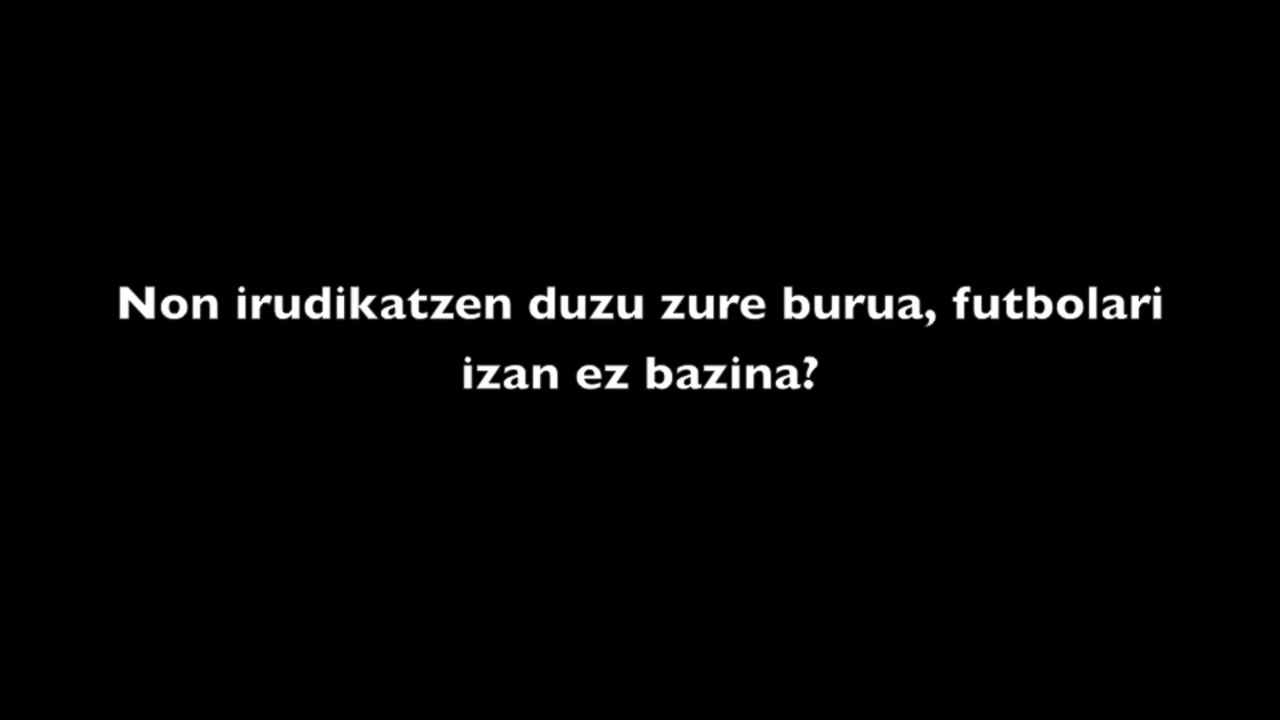 Non irudikatzen duzu zure burua, futbolari
izan ez bazina?